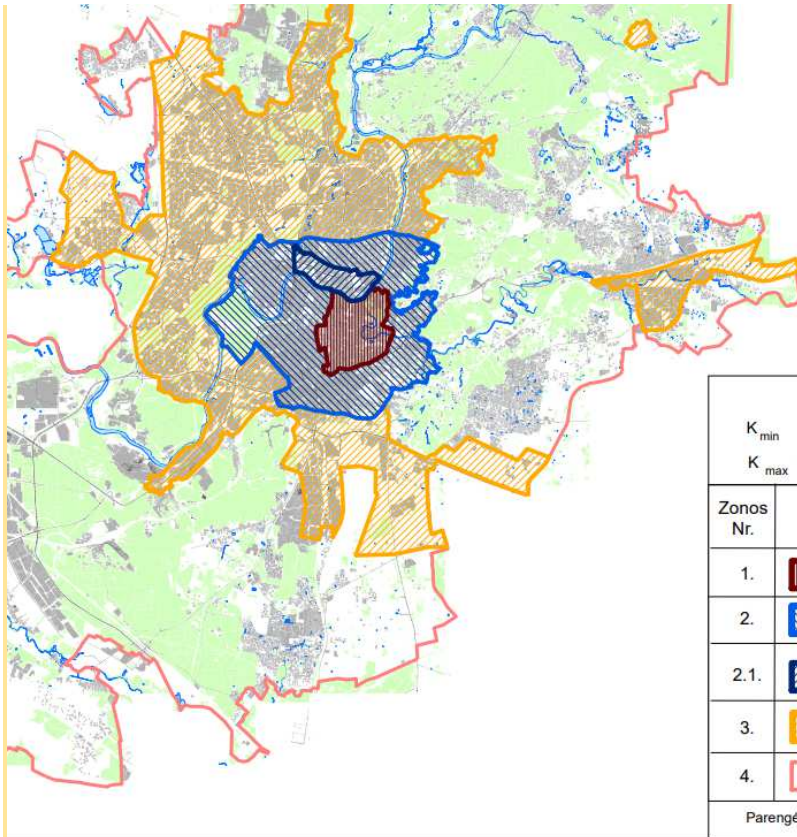 K min
K max
Zonos
Nr.
1.
2.
2.1.
3.
4.
Parengė